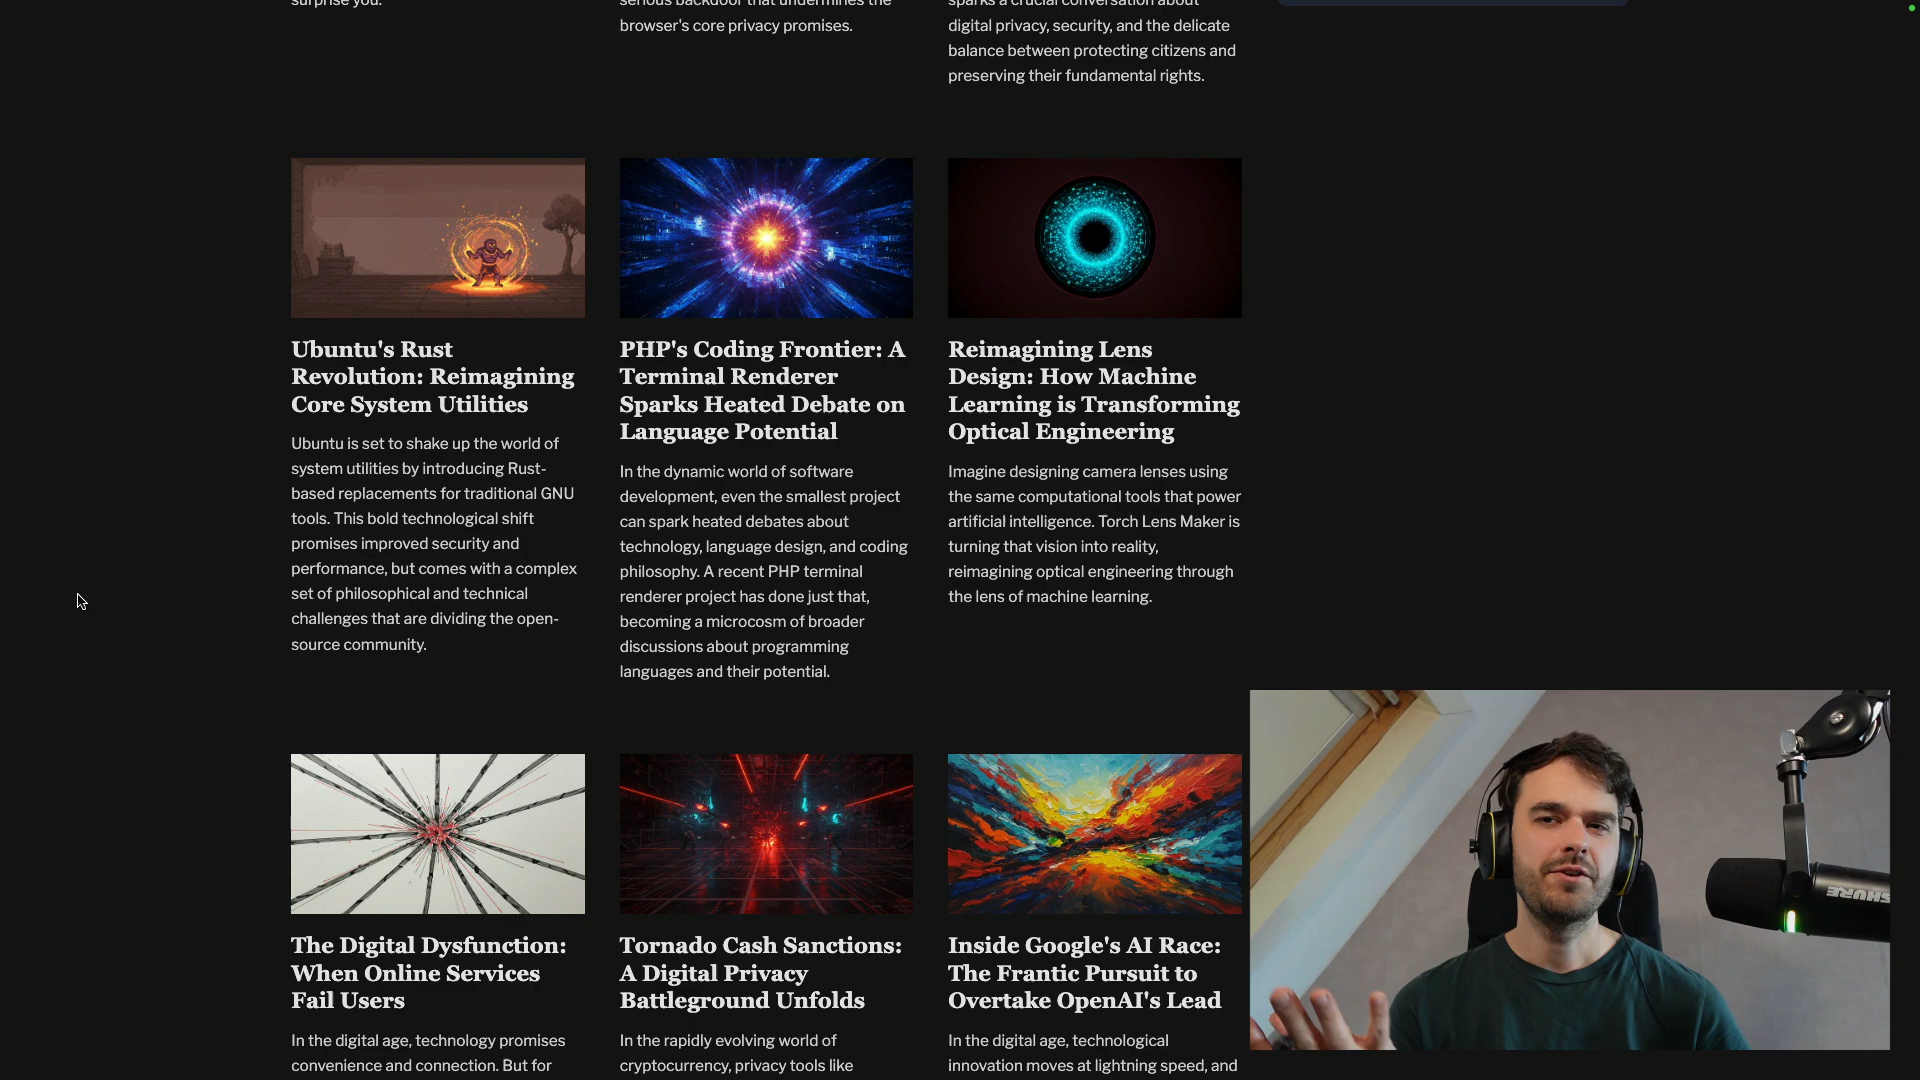 surprise you.
serious backdoor that undermines the
browser's core privacy promises.
sparks a crucial conversation about
digital privacy, security, and the delicate
balance between protecting citizens and
preserving their fundamental rights.
Ubuntu's Rust
Revolution: Reimagining
Core System Utilities
Ubuntu is set to shake up the world of
system utilities by introducing Rust-
based replacements for traditional GNU
tools. This bold technological shift
promises improved security and
performance, but comes with a complex
set of philosophical and technical
challenges that are dividing the open-
source community.
PHP's Coding Frontier: A
Terminal Renderer
Sparks Heated Debate on
Language Potential
In the dynamic world of software
development, even the smallest project
can spark heated debates about
technology, language design, and coding
philosophy. A recent PHP terminal
renderer project has done just that,
becoming a microcosm of broader
discussions about programming
languages and their potential.
Reimagining Lens
Design: How Machine
Learning is Transforming
Optical Engineering
Imagine designing camera lenses using
the same computational tools that power
artificial intelligence. Torch Lens Maker is
turning that vision into reality,
reimagining optical engineering through
the lens of machine learning.
The Digital Dysfunction:
When Online Services
Fail Users
In the digital age, technology promises
convenience and connection. But for
Tornado Cash Sanctions:
A Digital Privacy
Battleground Unfolds
In the rapidly evolving world of
cryptocurrency, privacy tools like
Inside Google's AI Race:
The Frantic Pursuit to
Overtake OpenAI's Lead
In the digital age, technological
innovation moves at lightning speed, and
SHURE